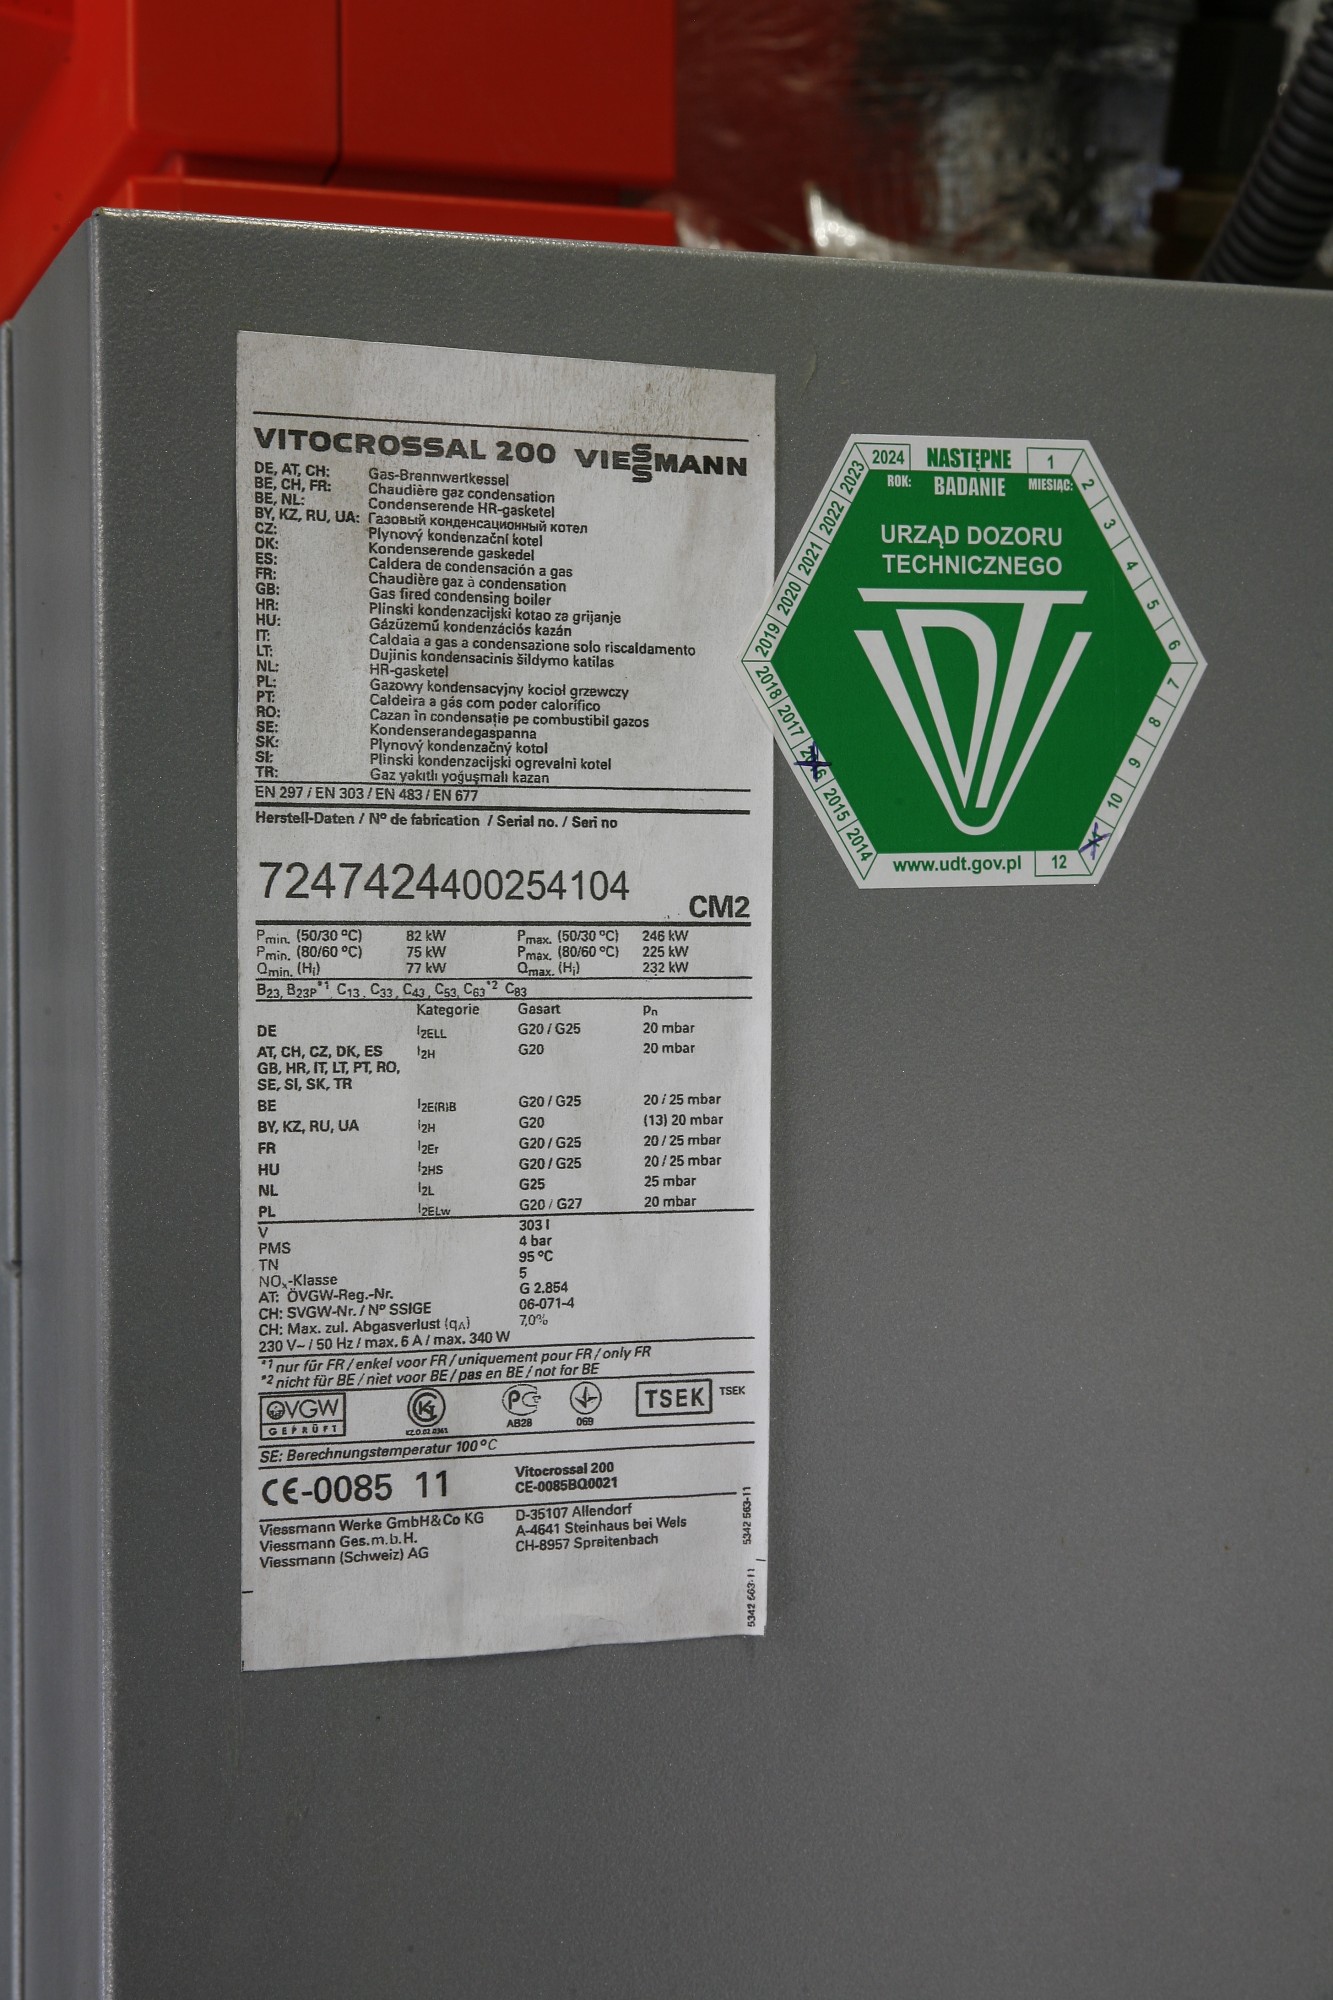 VITOCROSSAL 200 VIESSMANN
DE, AT, CH: Gas-Brennwertkessel
BE, CH, FR: Chaudière gaz condensation
BE, NL: Condenserende HR-gasketel
BY, KZ, RU, UA: Газовый конденсационный котел
CZ: Plynový kondenzační kotel
DK: Kondenserende gaskedel
ES: Caldera de condensación a gas
FR: Chaudière gaz à condensation
GB: Gas fired condensing boiler
HR: Plinski kondenzacijski kotao za grijanje
HU: Gázüzemű kondenzációs kazán
IT: Caldaia a gas a condensazione solo riscaldamento
LT: Dujinis kondensacinis šildymo katilas
NL: HR-gasketel
PL: Gazowy kondensacyjny kocioł grzewczy
PT: Caldeira a gás com poder calorífico
RO: Cazan în condensație pe combustibil gazos
SE: Kondenserandegaspanna
SK: Plynový kondenzačný kotol
SI: Plinski kondenzacijski ogrevalni kotel
TR: Gaz yakıtlı yoğuşmalı kazan
EN 297 / EN 303 / EN 483 / EN 677
Herstell-Daten / Nº de fabrication / Serial no. / Seri no
7247424400254104 CM2
Pmin. (50/30 ºC) 82 kW Pmax. (50/30 ºC) 246 kW
Pmin. (80/60 ºC) 75 kW Pmax. (80/60 ºC) 225 kW
Qmin. (Hi) 77 kW Qmax. (Hi) 232 kW
B23, B23P*1 C13, C33, C43, C53, C63*2 C83
Kategorie Gasart pn
DE I2ELL G20 / G25 20 mbar
AT, CH, CZ, DK, ES I2H G20 20 mbar
GB, HR, IT, LT, PT, RO,
SE, SI, SK, TR
BE I2E(R)B G20 / G25 20 / 25 mbar
BY, KZ, RU, UA I2H G20 (13) 20 mbar
FR I2Er G20 / G25 20 / 25 mbar
HU I2HS G20 / G25 20 / 25 mbar
NL I2L G25 25 mbar
PL I2ELw G20 / G27 20 mbar
V 303 l
PMS 4 bar
TN 95 ºC
NOx-Klasse 5
AT: ÖVGW-Reg.-Nr. G 2.854
CH: SVGW-Nr. / Nº SSIGE 06-071-4
CH: Max. zul. Abgasverlust (qA) 7,0%
230 V~ / 50 Hz / max. 6 A / max. 340 W
*1 nur für FR / enkel voor FR / uniquement pour FR / only FR
*2 nicht für BE / niet voor BE / pas en BE / not for BE
ÖVGW
GEPRÜFT
АВ28
069
TSEK TSEK
SE: Berechnungstemperatur 100 ºC
CE-0085 11
Vitocrossal 200
CE-0085BQ0021
Viessmann Werke GmbH&Co KG D-35107 Allendorf
Viessmann Ges.m.b.H. A-4641 Steinhaus bei Wels
Viessmann (Schweiz) AG CH-8957 Spreitenbach
5342 563-11
5342 563-11
NASTĘPNE BADANIE
ROK: MIESIĄC:
2024 2023 2022 2021 2020 2019 2018 2017 2016 2015 2014
1 2 3 4 5 6 7 8 9 10 11 12
URZĄD DOZORU
TECHNICZNEGO
UDT
www.udt.gov.pl